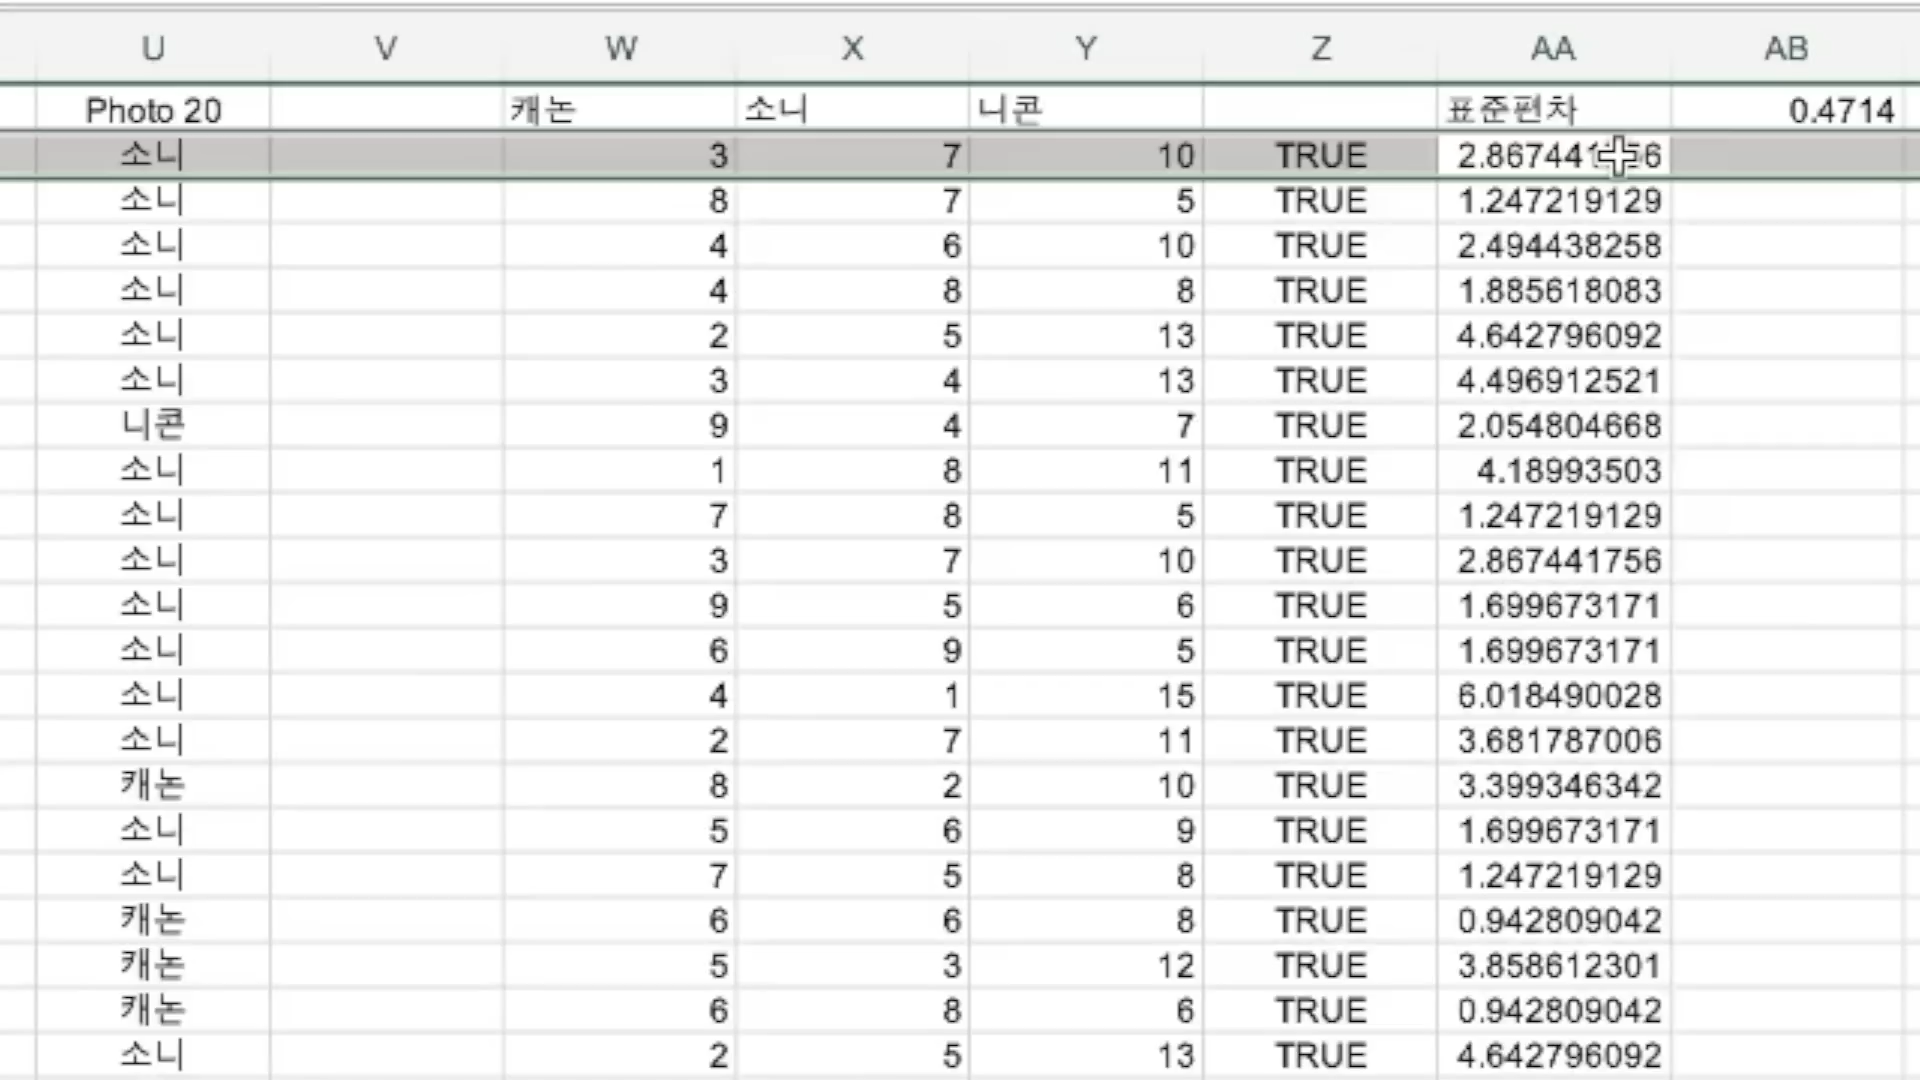 U V W X Y Z AA AB
Photo 20 캐논 소니 니콘 표준편차 0.4714
소니 3 7 10 TRUE
소니 8 7 5 TRUE 1.247219129
소니 4 6 10 TRUE 2.494438258
소니 4 8 8 TRUE 1.885618083
소니 2 5 13 TRUE 4.642796092
소니 3 4 13 TRUE 4.496912521
니콘 9 4 7 TRUE 2.054804668
소니 1 8 11 TRUE 4.18993503
소니 7 8 5 TRUE 1.247219129
소니 3 7 10 TRUE 2.867441756
소니 9 5 6 TRUE 1.699673171
소니 6 9 5 TRUE 1.699673171
소니 4 1 15 TRUE 6.018490028
소니 2 7 11 TRUE 3.681787006
캐논 8 2 10 TRUE 3.399346342
소니 5 6 9 TRUE 1.699673171
소니 7 5 8 TRUE 1.247219129
캐논 6 6 8 TRUE 0.942809042
캐논 5 3 12 TRUE 3.858612301
캐논 6 8 6 TRUE 0.942809042
소니 2 5 13 TRUE 4.642796092